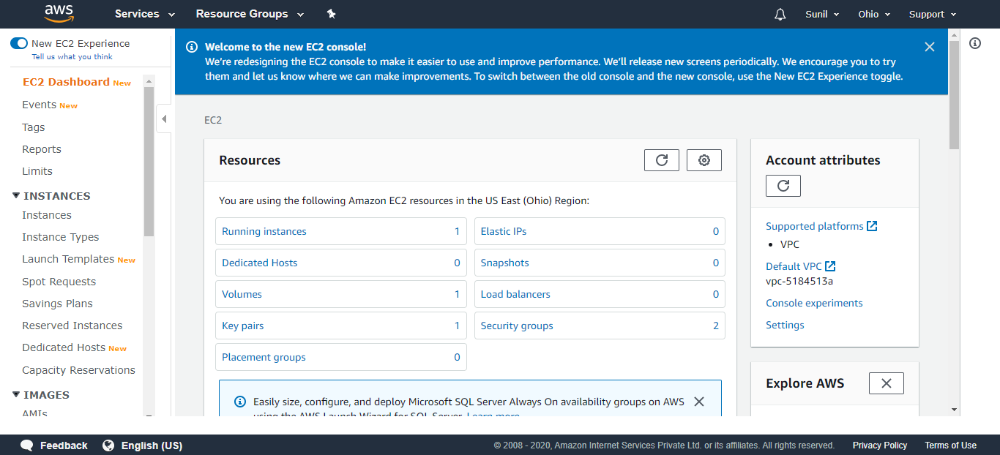 aws Services Resource Groups Sunil Ohio Support
New EC2 Experience
Tell us what you think
EC2 Dashboard New
Events New
Tags
Reports
Limits
INSTANCES
Instances
Instance Types
Launch Templates New
Spot Requests
Savings Plans
Reserved Instances
Dedicated Hosts New
Capacity Reservations
IMAGES
AMIs
Welcome to the new EC2 console!
We're redesigning the EC2 console to make it easier to use and improve performance. We'll release new screens periodically. We encourage you to try
them and let us know where we can make improvements. To switch between the old console and the new console, use the New EC2 Experience toggle.
EC2
Resources
You are using the following Amazon EC2 resources in the US East (Ohio) Region:
Running instances 1 Elastic IPs 0
Dedicated Hosts 0 Snapshots 0
Volumes 1 Load balancers 0
Key pairs 1 Security groups 2
Placement groups 0
Easily size, configure, and deploy Microsoft SQL Server Always On availability groups on AWS
using the AWS Launch Wizard for SQL Server. Learn more
Account attributes
Supported platforms
• VPC
Default VPC
vpc-5184513a
Console experiments
Settings
Explore AWS
Feedback English (US) © 2008 - 2020, Amazon Internet Services Private Ltd. or its affiliates. All rights reserved. Privacy Policy Terms of Use